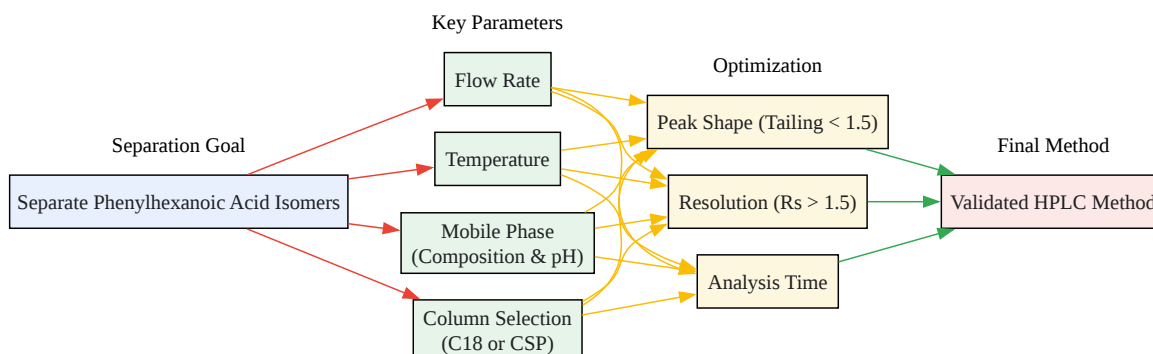 Key Parameters
Flow Rate
Optimization
Peak Shape (Tailing < 1.5)
Separation Goal
Temperature
Final Method
Separate Phenylhexanoic Acid Isomers
Resolution (Rs > 1.5)
Validated HPLC Method
Mobile Phase
(Composition & pH)
Analysis Time
Column Selection
(C18 or CSP)